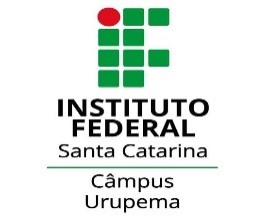 INSTITUTO
FEDERAL
Santa Catarina
Câmpus
Urupema